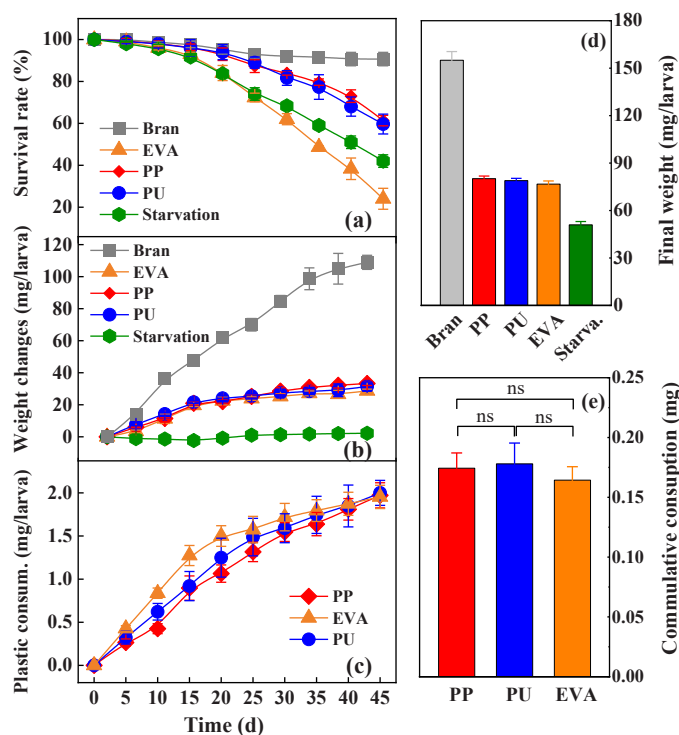 100
80
60
40
20
Survival rate (%)
Bran
EVA
PP
PU
Starvation
(a)
120
100
80
60
40
20
0
Weight changes (mg/larva)
Bran
EVA
PP
PU
Starvation
(b)
2.0
1.5
1.0
0.5
0.0
Plastic consum. (mg/larva)
PP
EVA
PU
(c)
0 5 10 15 20 25 30 35 40 45
Time (d)
(d)
180
150
120
90
60
30
0
Final weight (mg/larva)
Bran PP PU EVA Starva.
(e)
ns
ns ns
0.25
0.20
0.15
0.10
0.05
0.00
Commulative consuption (mg)
PP PU EVA